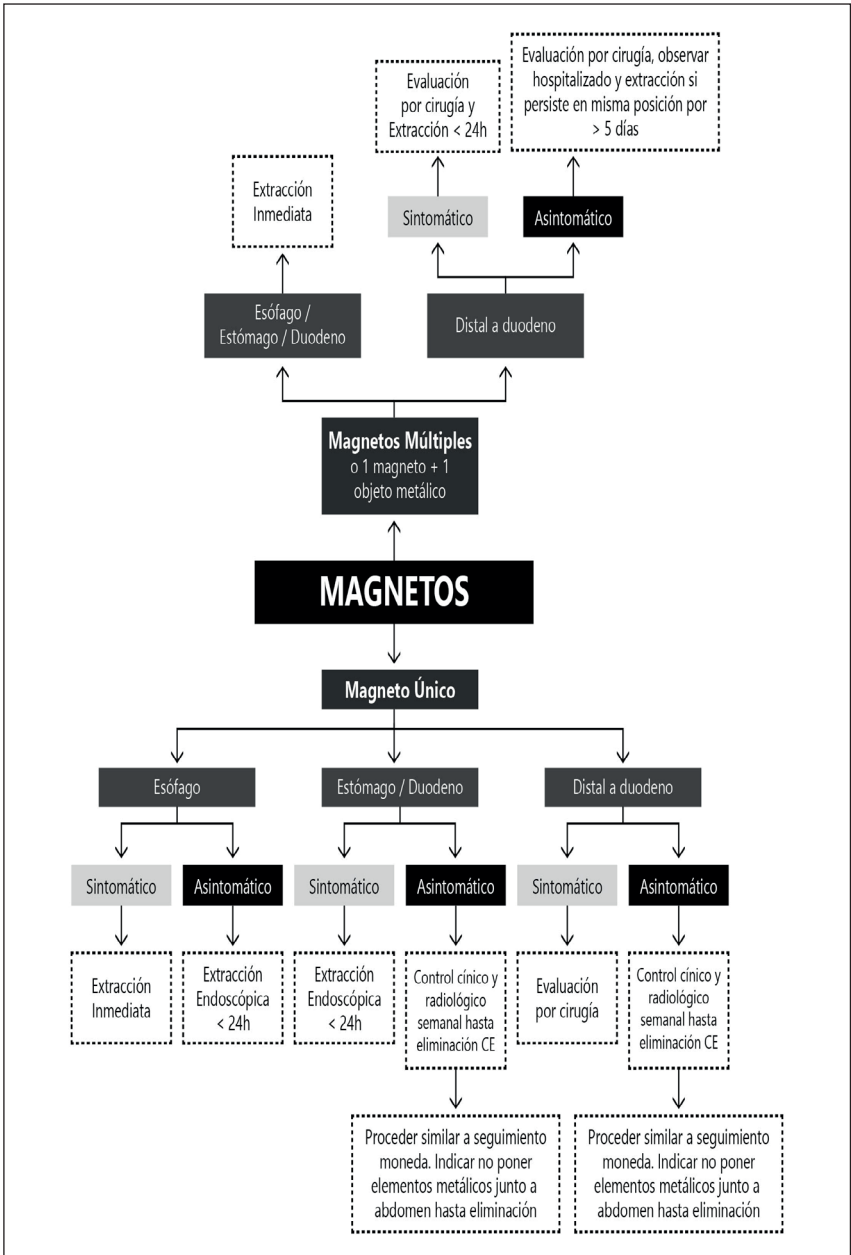 Evaluación
por cirugía y
Extracción < 24h
Evaluación por cirugía, observar
hospitalizado y extracción si
persiste en misma posición por
> 5 días
Extracción
Inmediata
Sintomático
Asintomático
Esófago /
Estómago / Duodeno
Distal a duodeno
Magnetos Múltiples
o 1 magneto + 1
objeto metálico
MAGNETOS
Magneto Único
Esófago
Estómago / Duodeno
Distal a duodeno
Sintomático
Asintomático
Sintomático
Asintomático
Sintomático
Asintomático
Extracción
Inmediata
Extracción
Endoscópica
< 24h
Extracción
Endoscópica
< 24h
Control cínico y
radiológico
semanal hasta
eliminación CE
Evaluación
por cirugía
Control cínico y
radiológico
semanal hasta
eliminación CE
Proceder similar a seguimiento
moneda. Indicar no poner
elementos metálicos junto a
abdomen hasta eliminación
Proceder similar a seguimiento
moneda. Indicar no poner
elementos metálicos junto a
abdomen hasta eliminación